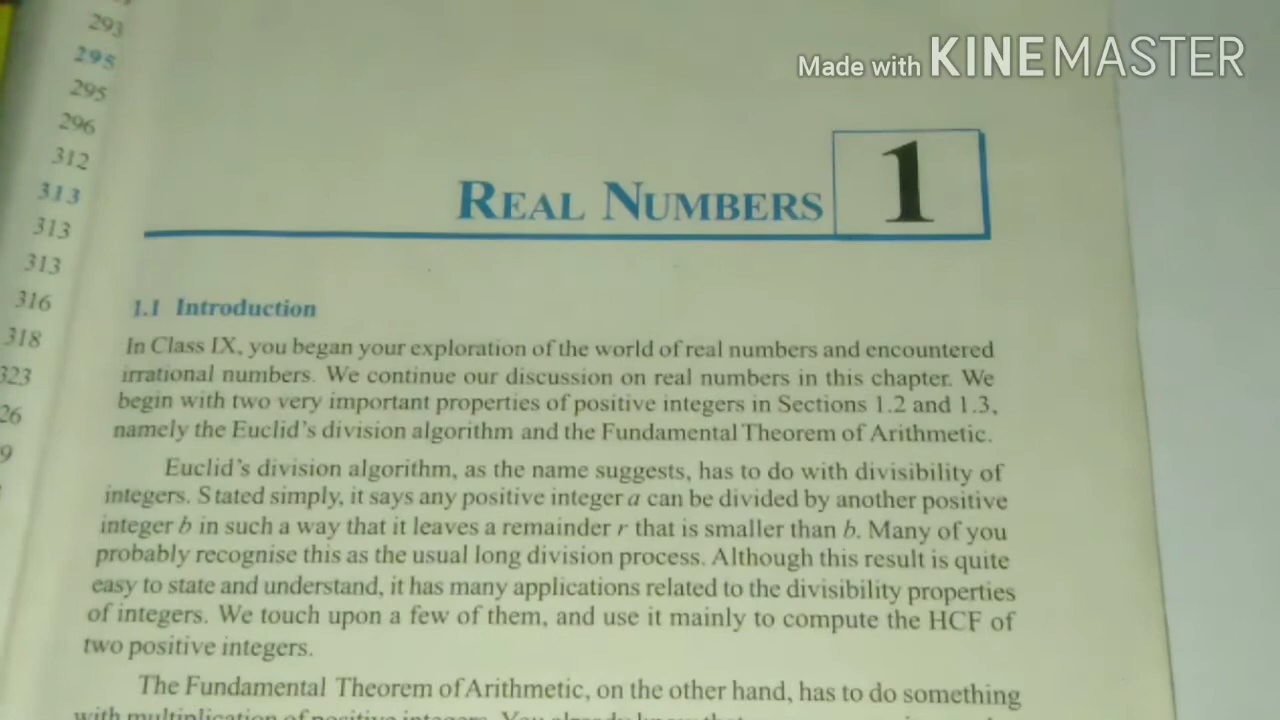 293
295
295
296
312
313
313
313
316
318
323
26
9
Made with KINEMASTER
REAL NUMBERS 1
1.1 Introduction
In Class IX, you began your exploration of the world of real numbers and encountered
irrational numbers. We continue our discussion on real numbers in this chapter. We
begin with two very important properties of positive integers in Sections 1.2 and 1.3,
namely the Euclid's division algorithm and the Fundamental Theorem of Arithmetic.
Euclid's division algorithm, as the name suggests, has to do with divisibility of
integers. Stated simply, it says any positive integer a can be divided by another positive
integer b in such a way that it leaves a remainder r that is smaller than b. Many of you
probably recognise this as the usual long division process. Although this result is quite
easy to state and understand, it has many applications related to the divisibility properties
of integers. We touch upon a few of them, and use it mainly to compute the HCF of
two positive integers.
The Fundamental Theorem of Arithmetic, on the other hand, has to do something
with multiplication of positive integers. You already know that